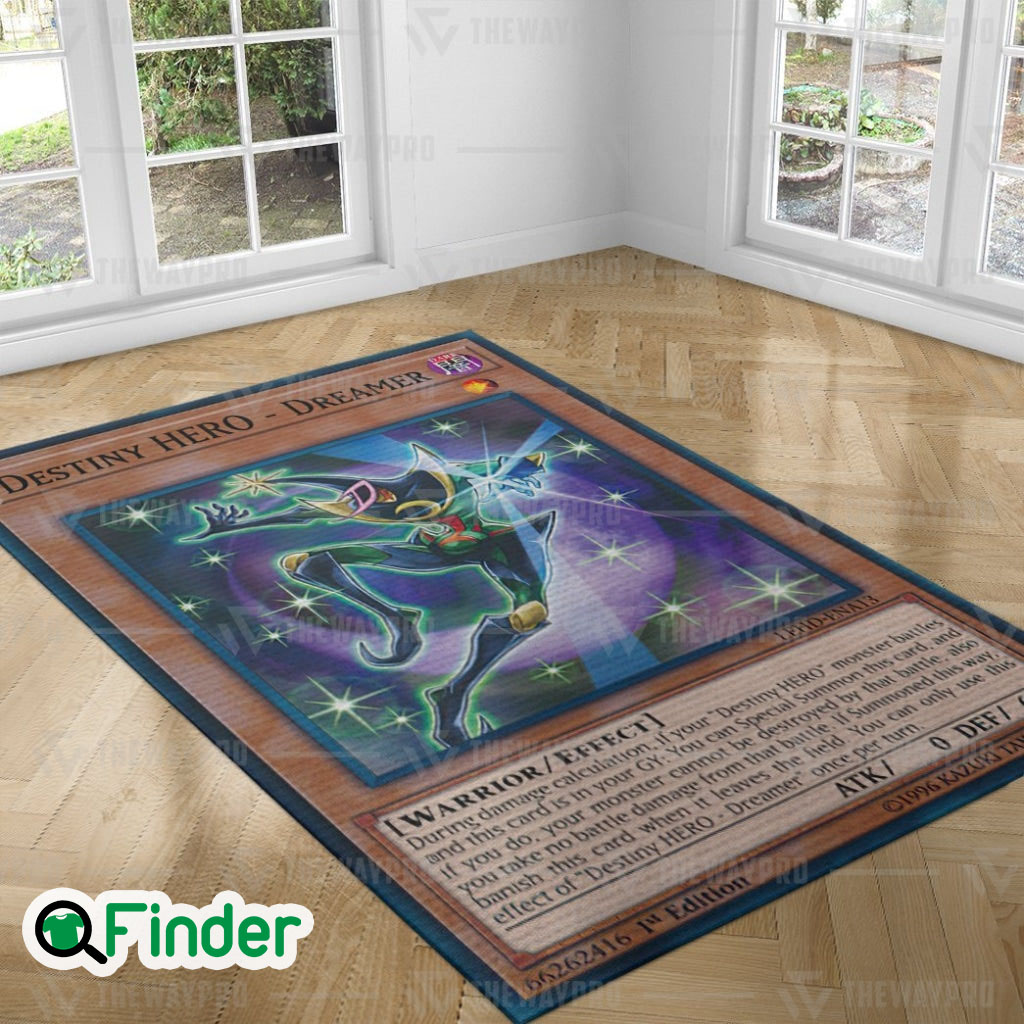 DESTINY HERO - DREAMER
LEHD-ENA13
[WARRIOR/EFFECT]
During damage calculation, if your "Destiny HERO" monster battles
and this card is in your GY: You can Special Summon this card, and
if you do, your monster cannot be destroyed by that battle, also
you take no battle damage from that battle. If Summoned this way,
banish this card when it leaves the field. You can only use this
effect of "Destiny HERO - Dreamer" once per turn.
ATK/ 0 DEF/
66262416 1st Edition
©1996 KAZUKI
Finder
THEWAYPRO